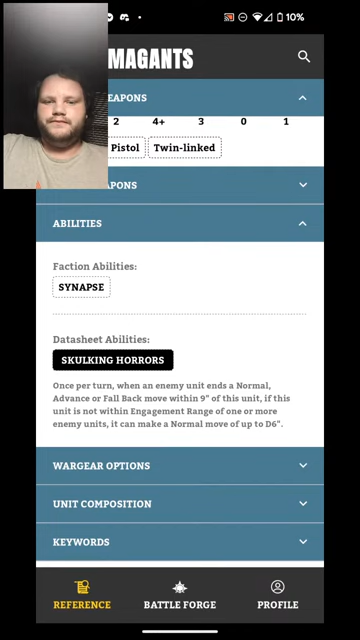 10%
MAGANTS
EAPONS
2 4+ 3 0 1
Pistol Twin-linked
APONS
ABILITIES
Faction Abilities:
SYNAPSE
Datasheet Abilities:
SKULKING HORRORS
Once per turn, when an enemy unit ends a Normal,
Advance or Fall Back move within 9" of this unit, if this
unit is not within Engagement Range of one or more
enemy units, it can make a Normal move of up to D6".
WARGEAR OPTIONS
UNIT COMPOSITION
KEYWORDS
REFERENCE BATTLE FORGE PROFILE